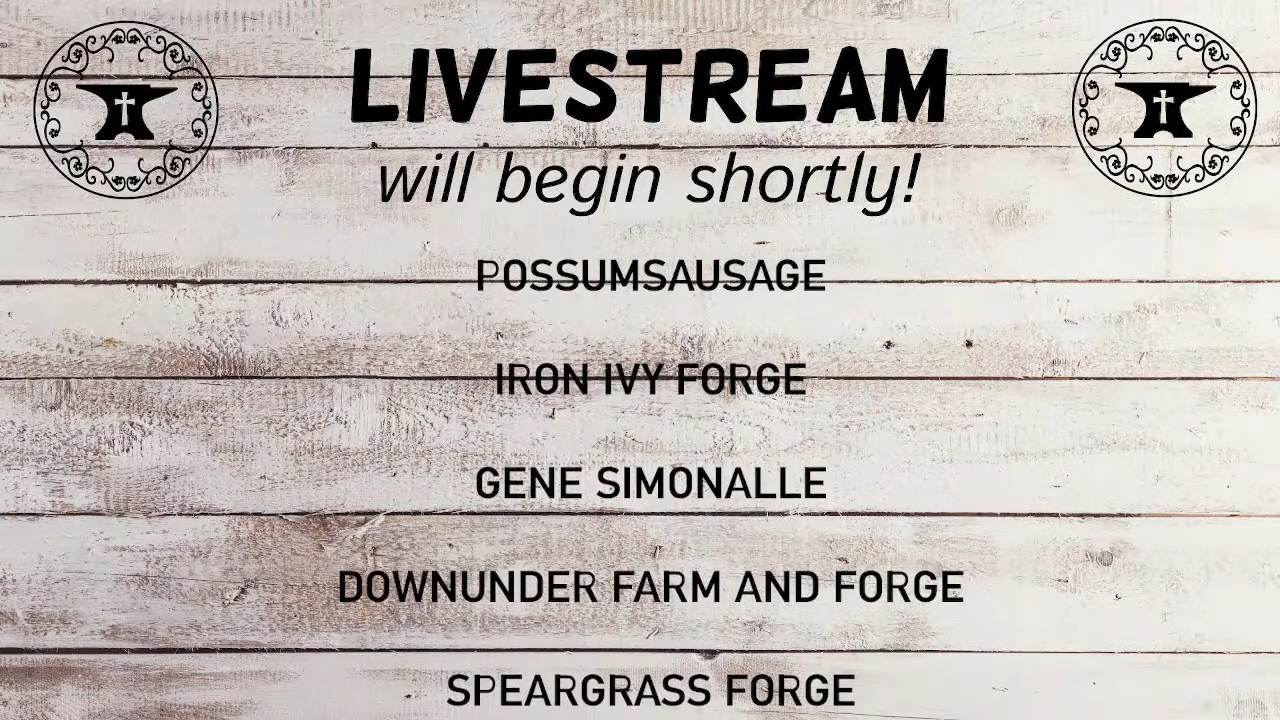 LIVESTREAM
will begin shortly!
POSSUMSAUSAGE
IRON IVY FORGE
GENE SIMONALLE
DOWNUNDER FARM AND FORGE
SPEARGRASS FORGE